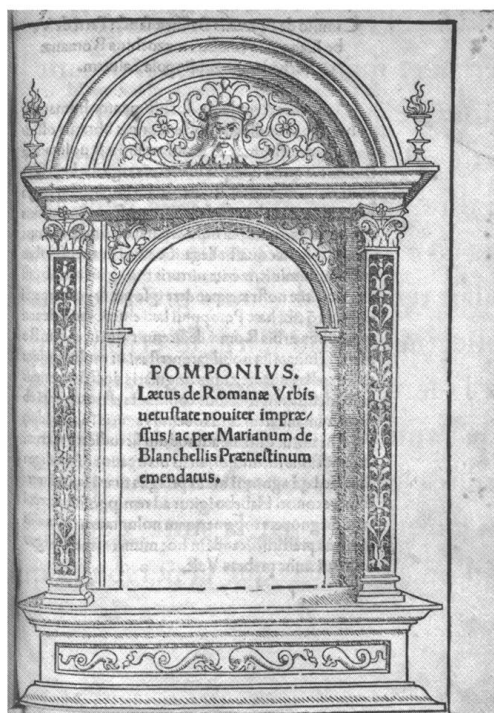 POMPONIVS.
Lætus de Romanæ Vrbis
uetustate nouiter impræ/
ssus/ ac per Marianum de
Blanchellis Prænestinum
emendatus.